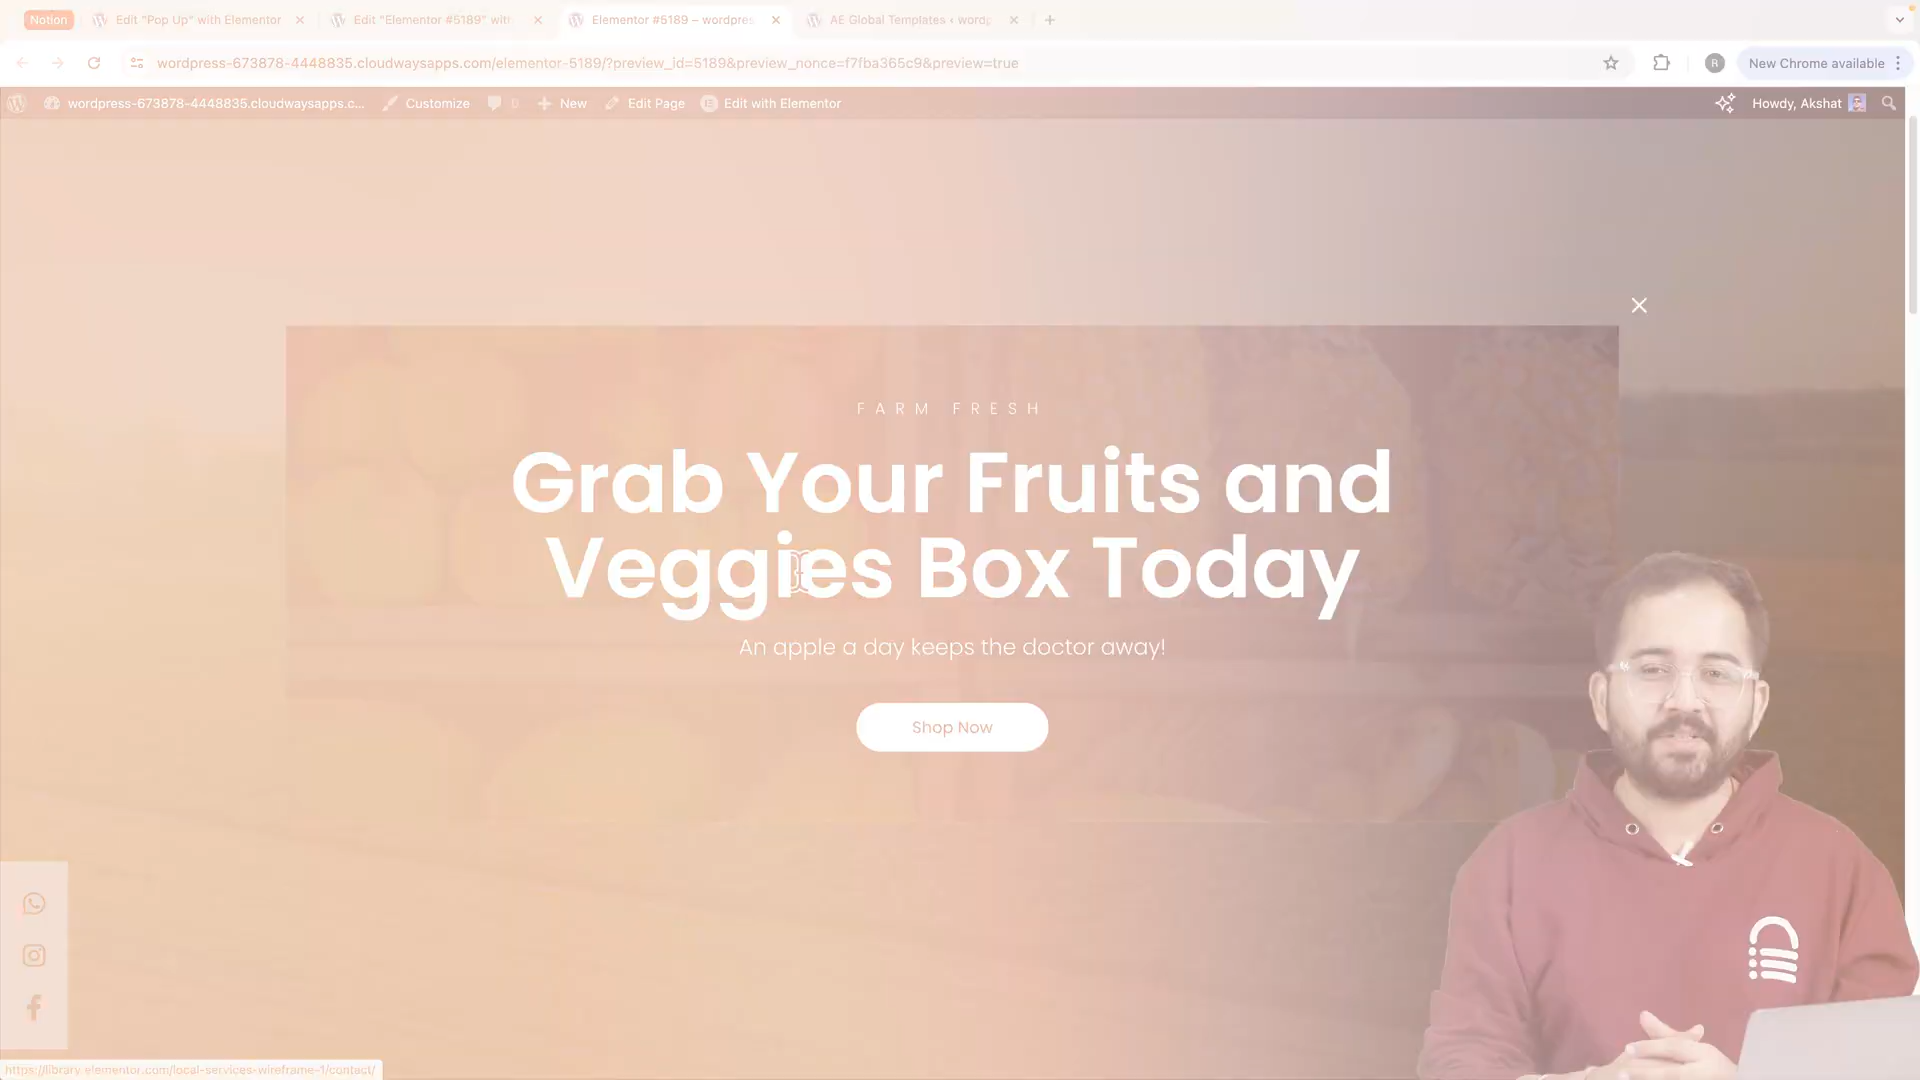 Notion
Edit "Pop Up" with Elementor
Edit "Elementor #5189" with
Elementor #5189 – wordpres
AE Global Templates ‹ wordp
wordpress-673878-4448835.cloudwaysapps.com/elementor-5189/?preview_id=5189&preview_nonce=f7fba365c9&preview=true
R
New Chrome available
wordpress-673878-4448835.cloudwaysapps.c...
Customize
0
New
Edit Page
Edit with Elementor
Howdy, Akshat
FARM FRESH
Grab Your Fruits and
Veggies Box Today
An apple a day keeps the doctor away!
Shop Now
https://library.elementor.com/local-services-wireframe-1/contact/